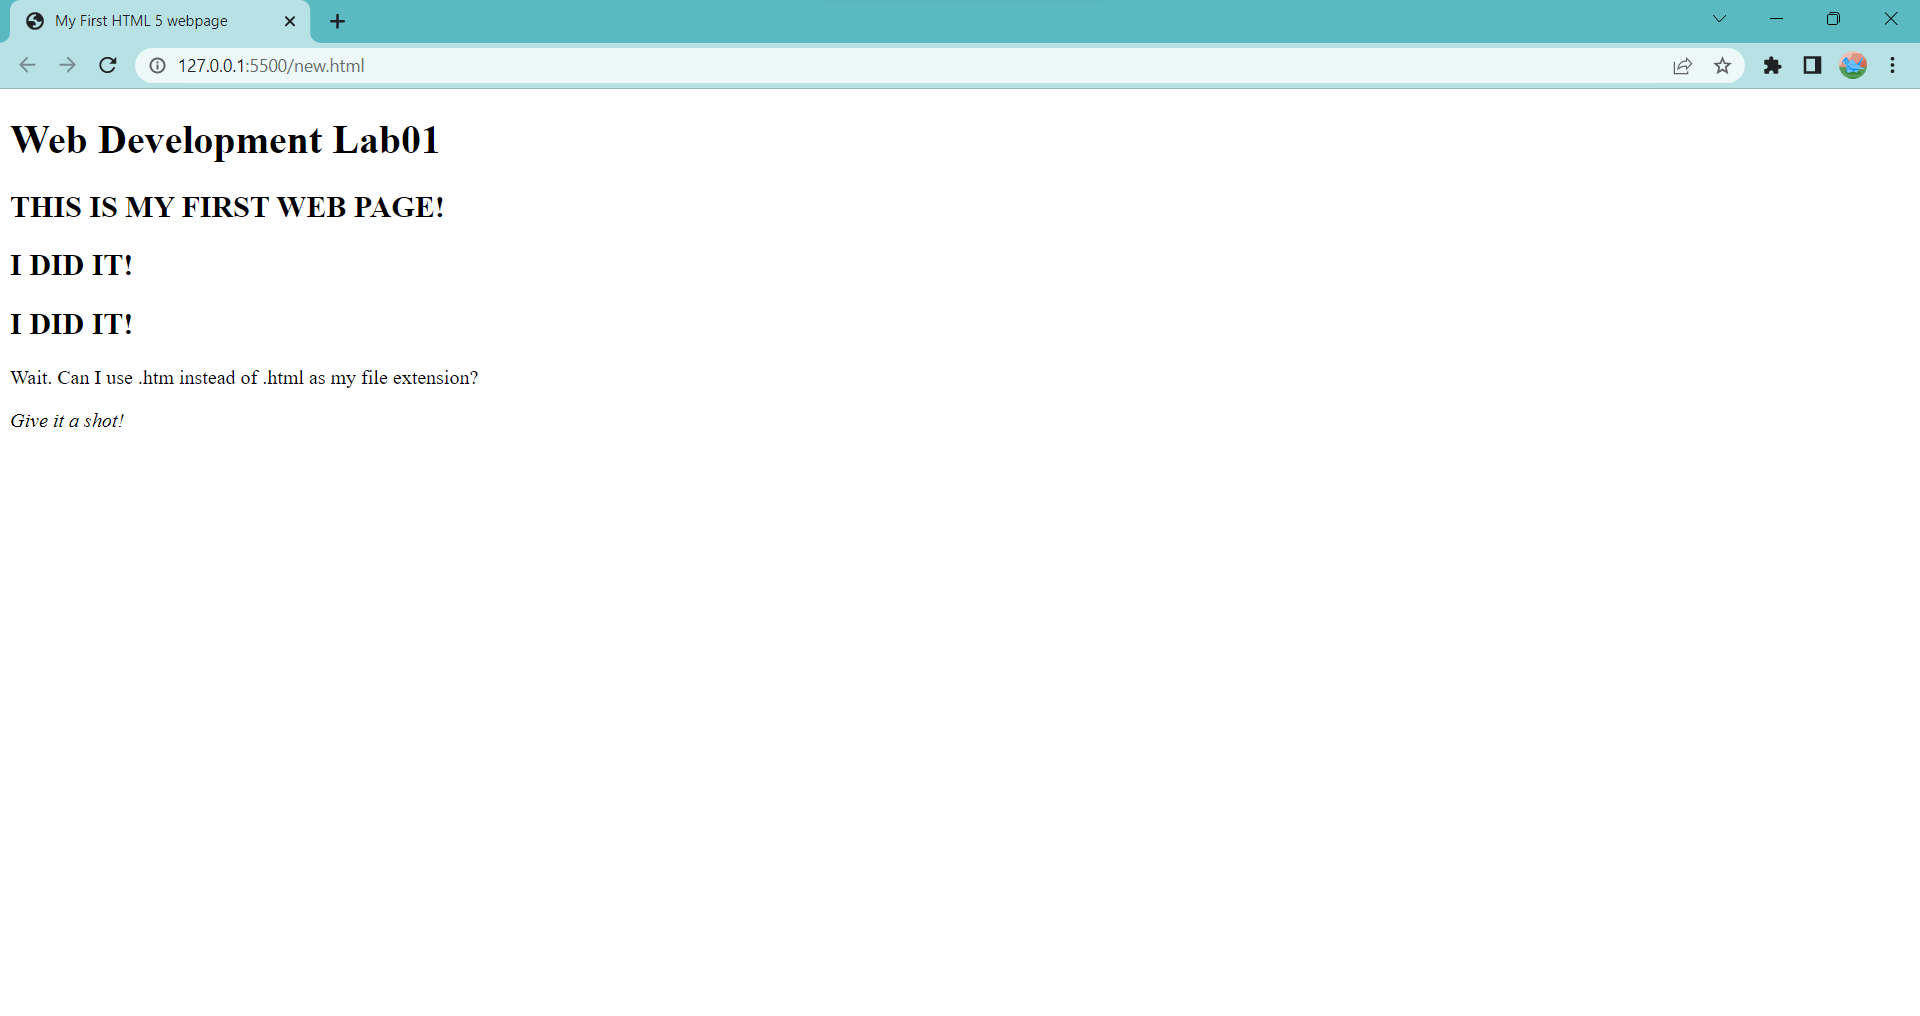 My First HTML 5 webpage
127.0.0.1:5500/new.html
Web Development Lab01
THIS IS MY FIRST WEB PAGE!
I DID IT!
I DID IT!
Wait. Can I use .htm instead of .html as my file extension?
Give it a shot!